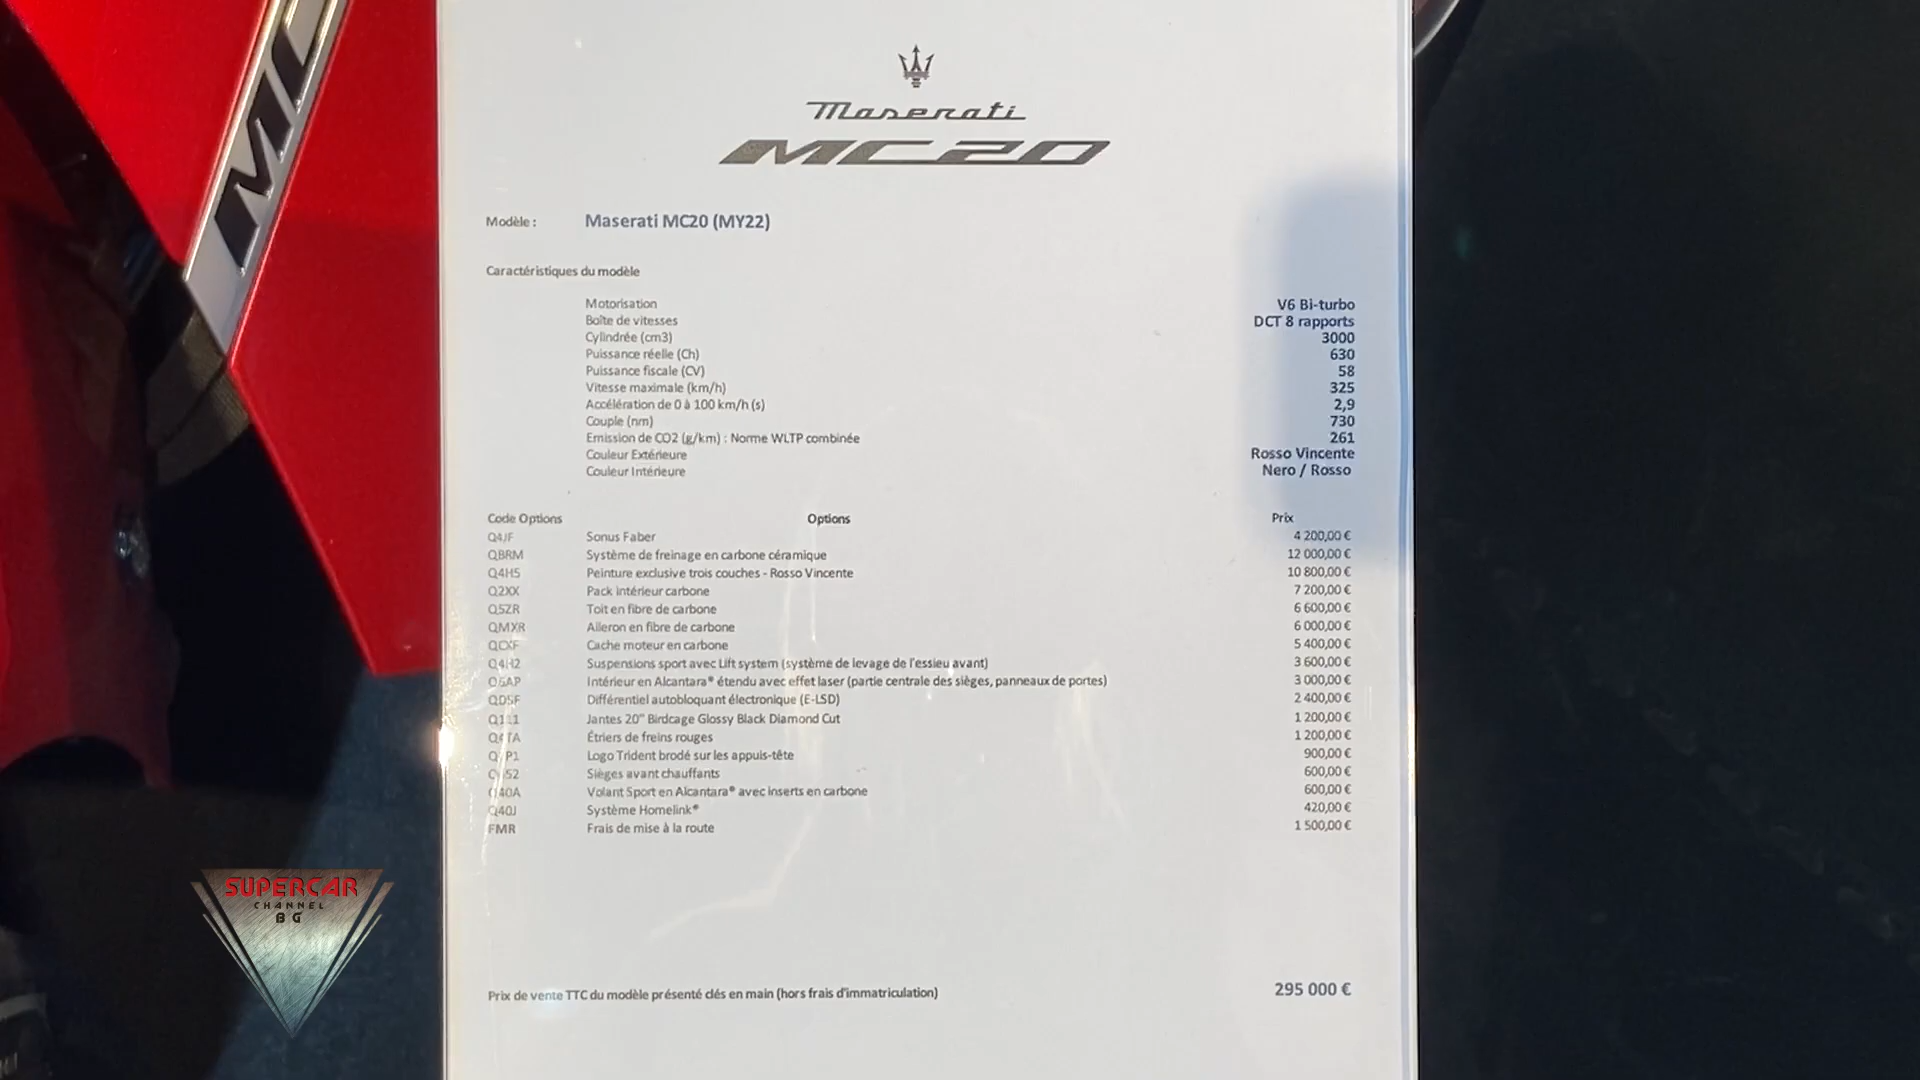 MC
Maserati
MC20
Modèle : Maserati MC20 (MY22)
Caractéristiques du modèle
Motorisation V6 Bi-turbo
Boîte de vitesses DCT 8 rapports
Cylindrée (cm3) 3000
Puissance réelle (Ch) 630
Puissance fiscale (CV) 58
Vitesse maximale (km/h) 325
Accélération de 0 à 100 km/h (s) 2,9
Couple (nm) 730
Emission de CO2 (g/km) : Norme WLTP combinée 261
Couleur Extérieure Rosso Vincente
Couleur Intérieure Nero / Rosso
Code Options Options Prix
Q4JF Sonus Faber 4 200,00 €
QBRM Système de freinage en carbone céramique 12 000,00 €
Q4H5 Peinture exclusive trois couches - Rosso Vincente 10 800,00 €
Q2XX Pack intérieur carbone 7 200,00 €
Q5ZR Toit en fibre de carbone 6 600,00 €
QMXR Aileron en fibre de carbone 6 000,00 €
QCXF Cache moteur en carbone 5 400,00 €
Q4H2 Suspensions sport avec Lift system (système de levage de l'essieu avant) 3 600,00 €
Q6AP Intérieur en Alcantara® étendu avec effet laser (partie centrale des sièges, panneaux de portes) 3 000,00 €
QDSF Différentiel autobloquant électronique (E-LSD) 2 400,00 €
Q111 Jantes 20" Birdcage Glossy Black Diamond Cut 1 200,00 €
Étriers de freins rouges 1 200,00 €
Logo Trident brodé sur les appuis-tête 900,00 €
Sièges avant chauffants 600,00 €
Q40A Volant Sport en Alcantara® avec inserts en carbone 600,00 €
Q40J Système Homelink® 420,00 €
FMR Frais de mise à la route 1 500,00 €
Prix de vente TTC du modèle présenté clés en main (hors frais d'immatriculation) 295 000 €
SUPERCAR
CHANNEL
BG